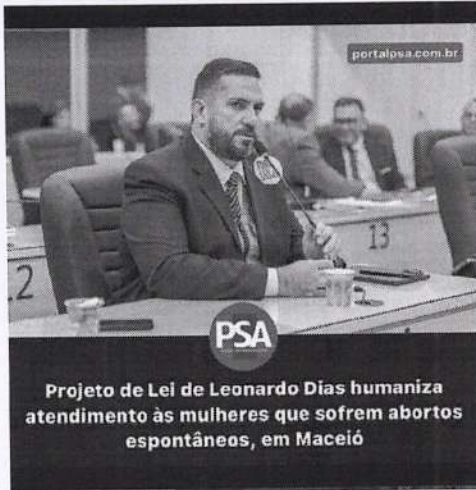 portalpsa.com.br
12
13
PSA
Projeto de Lei de Leonardo Dias humaniza
atendimento às mulheres que sofrem abortos
espontâneos, em Maceió